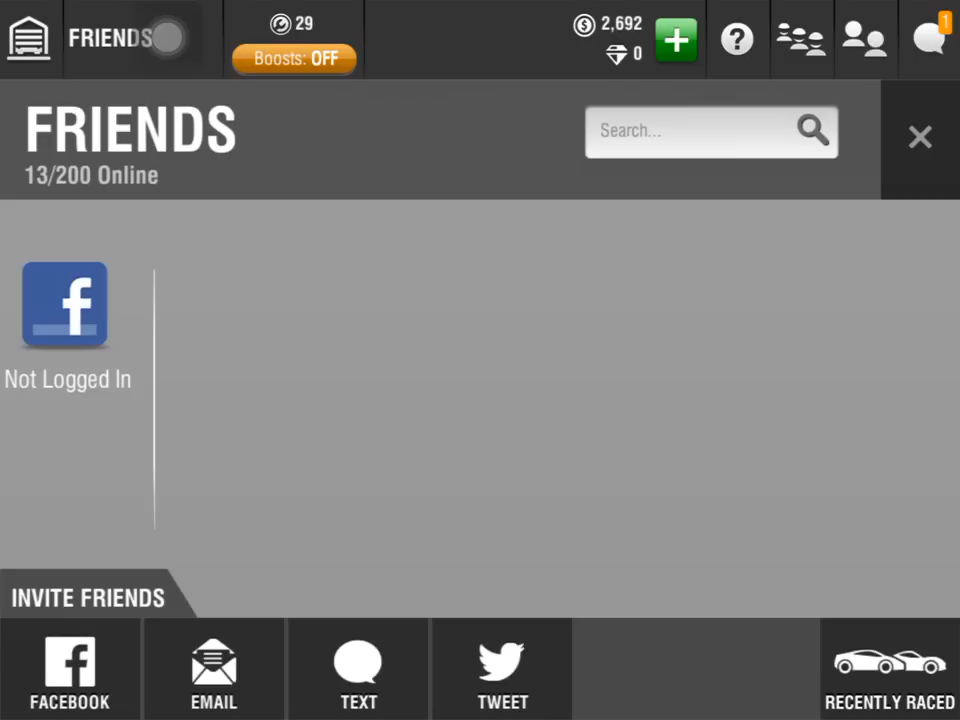 FRIENDS
29
Boosts: OFF
2,692
0
1
FRIENDS
13/200 Online
Search...
Not Logged In
INVITE FRIENDS
FACEBOOK
EMAIL
TEXT
TWEET
RECENTLY RACED